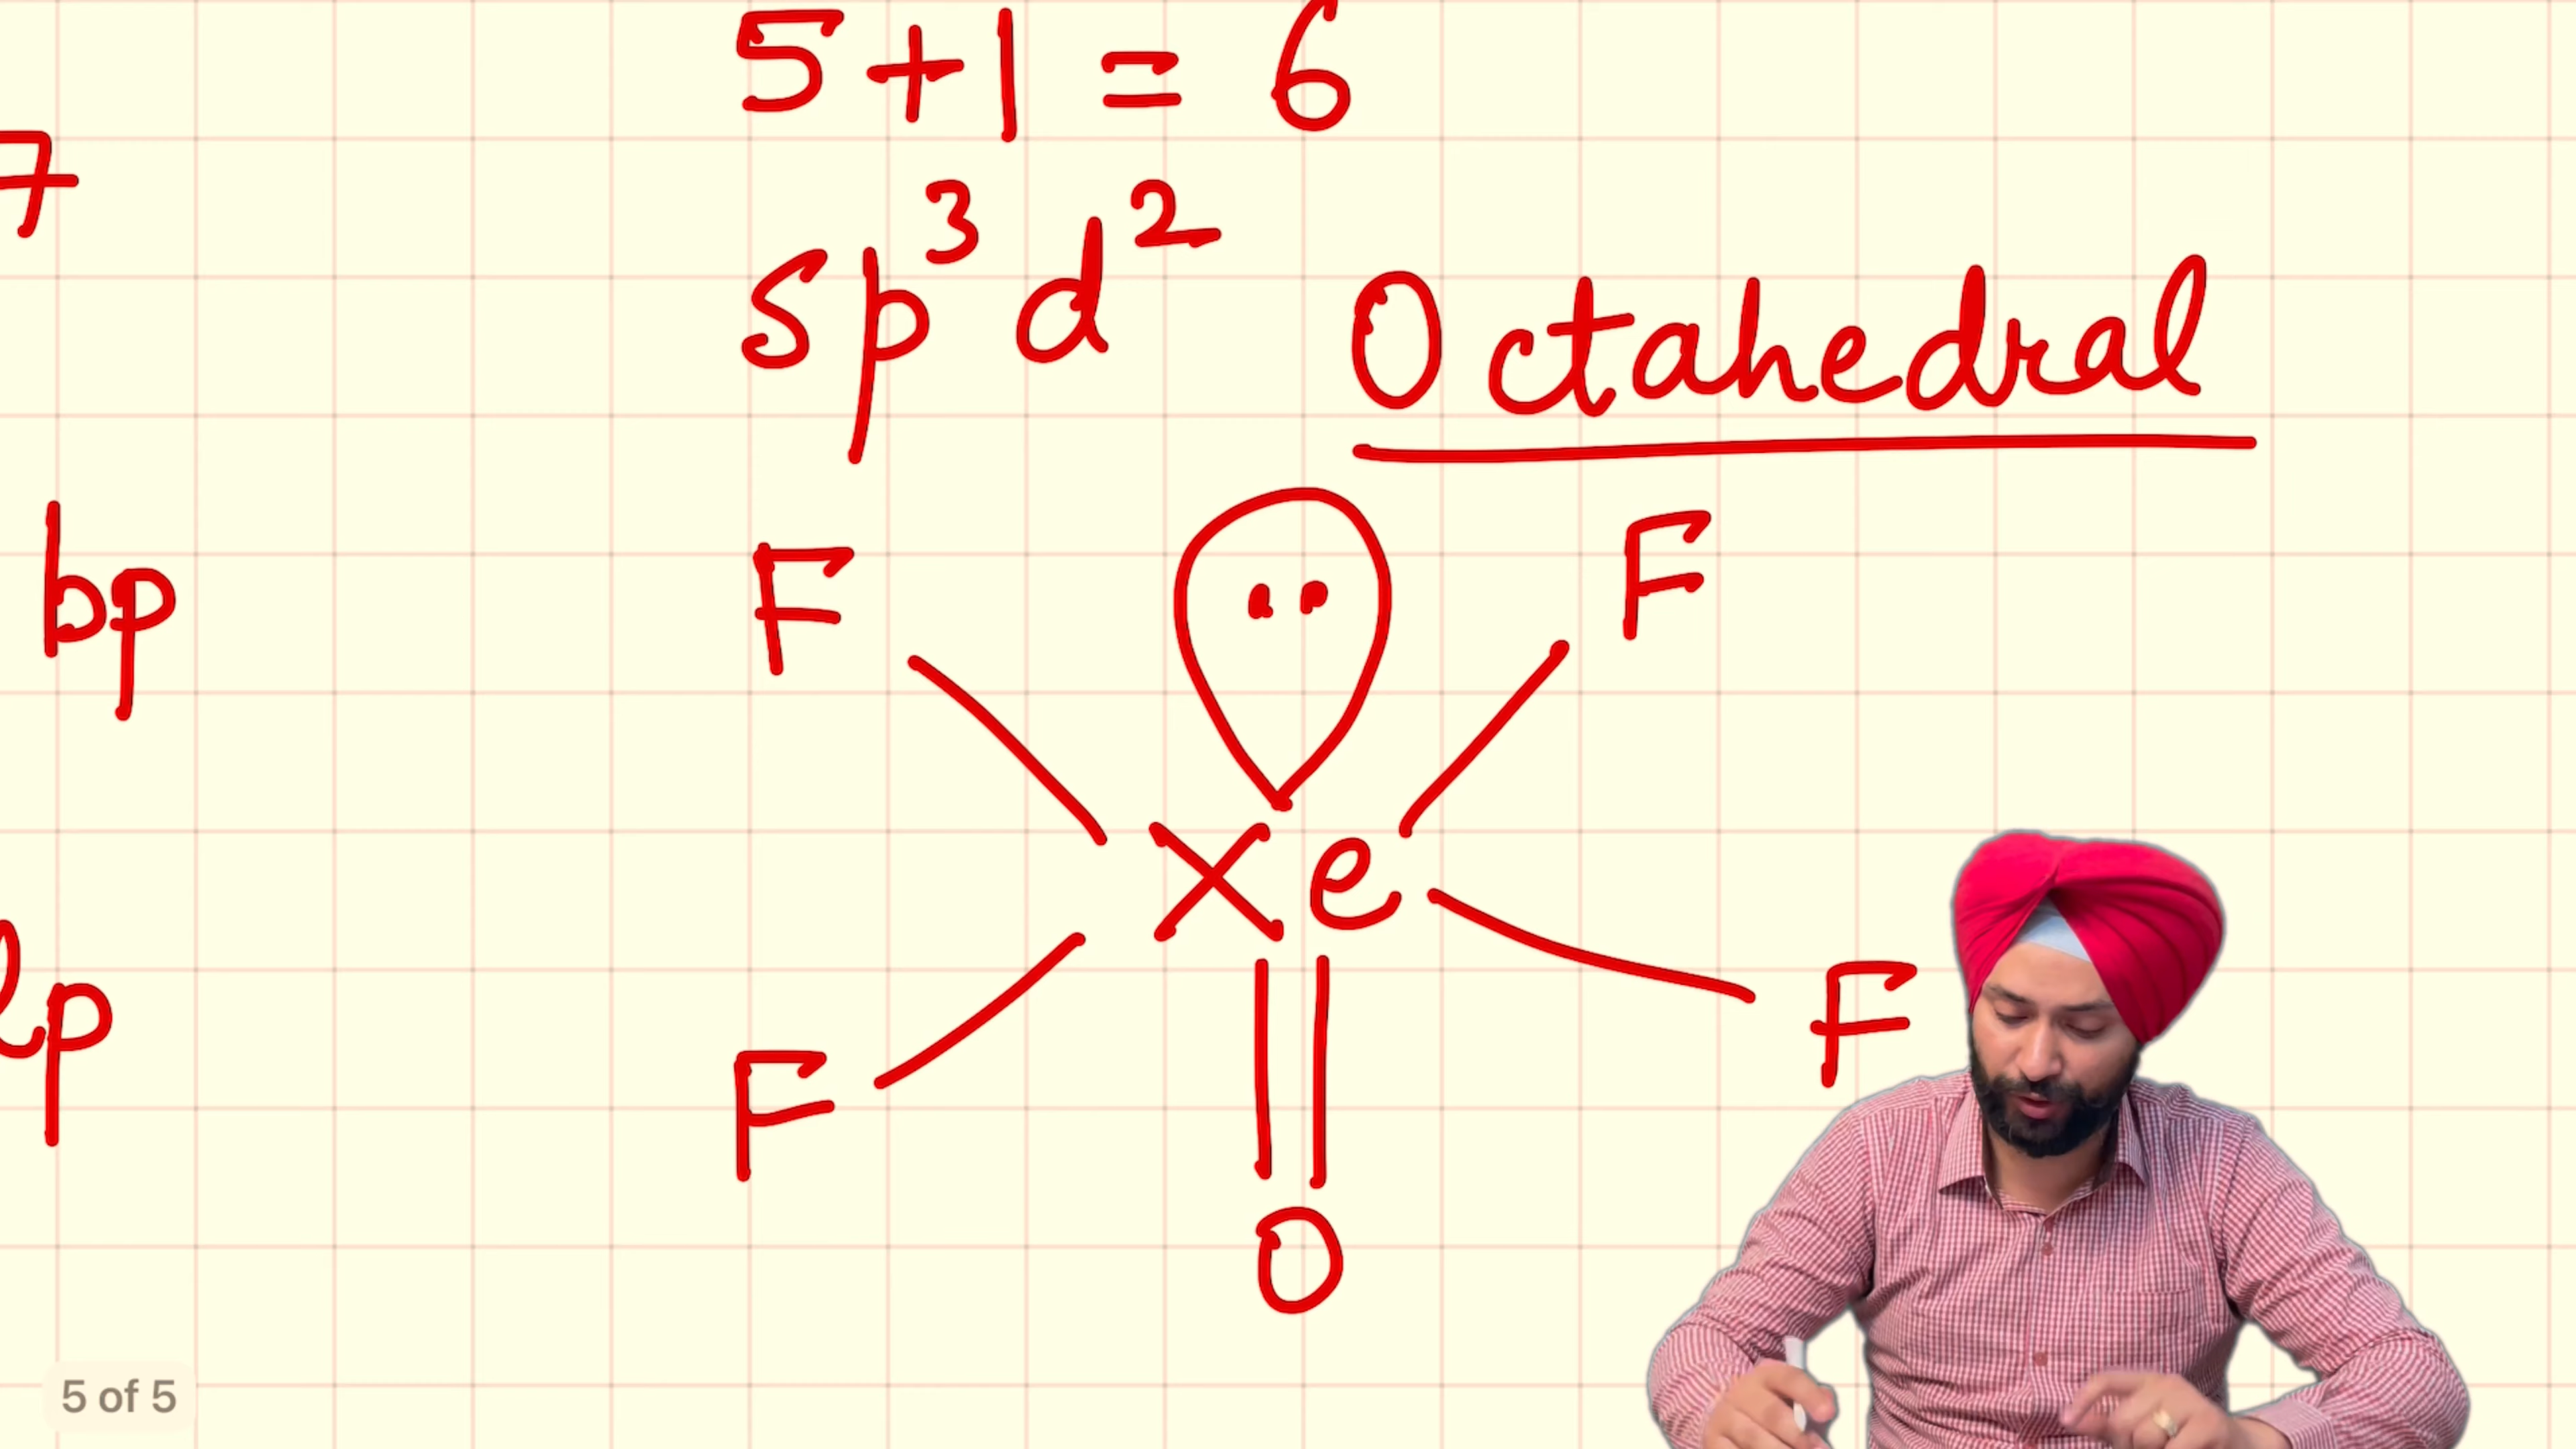 5+1 = 6
7
sp³d²
Octahedral
F F
bp
Xe
lp
F F
O
5 of 5